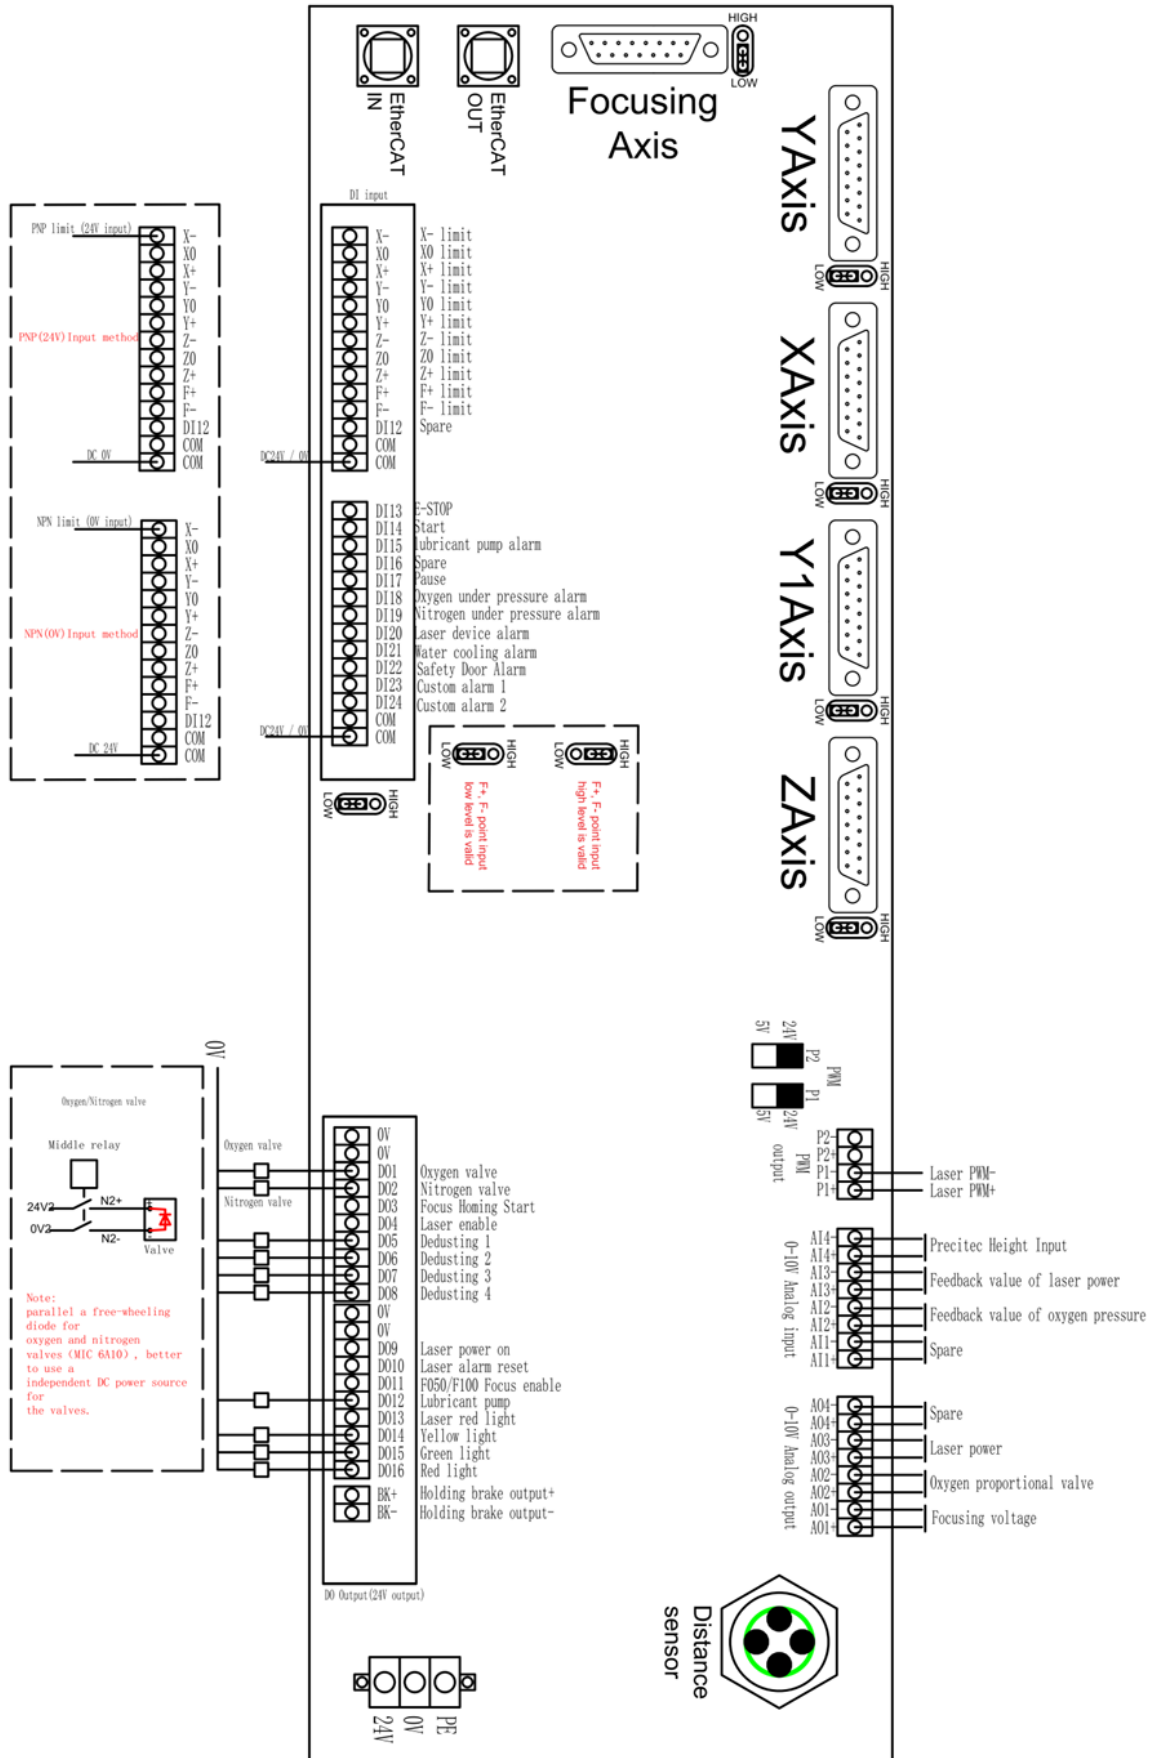 HIGH
LOW
EtherCAT
IN
EtherCAT
OUT
Focusing
Axis
YAxis
LOW
HIGH
XAxis
LOW
HIGH
Y1Axis
LOW
HIGH
ZAxis
LOW
HIGH
PNP limit (24V input)
X-
X0
X+
Y-
Y0
Y+
PNP(24V)Input method
Z-
Z0
Z+
F+
F-
DI12
COM
DC 0V
COM
NPN limit (0V input)
X-
X0
X+
Y-
Y0
Y+
NPN(0V)Input method
Z-
Z0
Z+
F+
F-
DI12
COM
DC 24V
COM
DI input
X- X- limit
X0 X0 limit
X+ X+ limit
Y- Y- limit
Y0 Y0 limit
Y+ Y+ limit
Z- Z- limit
Z0 Z0 limit
Z+ Z+ limit
F+ F+ limit
F- F- limit
DI12 Spare
COM
DC24V / 0V COM
DI13 E-STOP
DI14 Start
DI15 lubricant pump alarm
DI16 Spare
DI17 Pause
DI18 Oxygen under pressure alarm
DI19 Nitrogen under pressure alarm
DI20 Laser device alarm
DI21 Water cooling alarm
DI22 Safety Door Alarm
DI23 Custom alarm 1
DI24 Custom alarm 2
COM
DC24V / 0V COM
LOW
HIGH
LOW
HIGH
F+, F- point input
low level is valid
LOW
HIGH
F+, F- point input
high level is valid
5V
24V
P2
PWM
5V
24V
P1
P2-
P2+
P1-
P1+
PWM
output
Laser PWM-
Laser PWM+
AI4-
AI4+
AI3-
AI3+
AI2-
AI2+
AI1-
AI1+
0-10V Analog input
Precitec Height Input
Feedback value of laser power
Feedback value of oxygen pressure
Spare
AO4-
AO4+
AO3-
AO3+
AO2-
AO2+
AO1-
AO1+
0-10V Analog output
Spare
Laser power
Oxygen proportional valve
Focusing voltage
0V
Oxygen/Nitrogen valve
Middle relay
24V2
N2+
0V2
N2-
+
-
Valve
Note:
parallel a free-wheeling
diode for
oxygen and nitrogen
valves (MIC 6A10), better
to use a
independent DC power source
for
the valves.
Oxygen valve
Nitrogen valve
0V
0V
DO1 Oxygen valve
DO2 Nitrogen valve
DO3 Focus Homing Start
DO4 Laser enable
DO5 Dedusting 1
DO6 Dedusting 2
DO7 Dedusting 3
DO8 Dedusting 4
0V
0V
DO9 Laser power on
DO10 Laser alarm reset
DO11 F050/F100 Focus enable
DO12 Lubricant pump
DO13 Laser red light
DO14 Yellow light
DO15 Green light
DO16 Red light
BK+ Holding brake output+
BK- Holding brake output-
DO Output(24V output)
Distance
sensor
24V
0V
PE